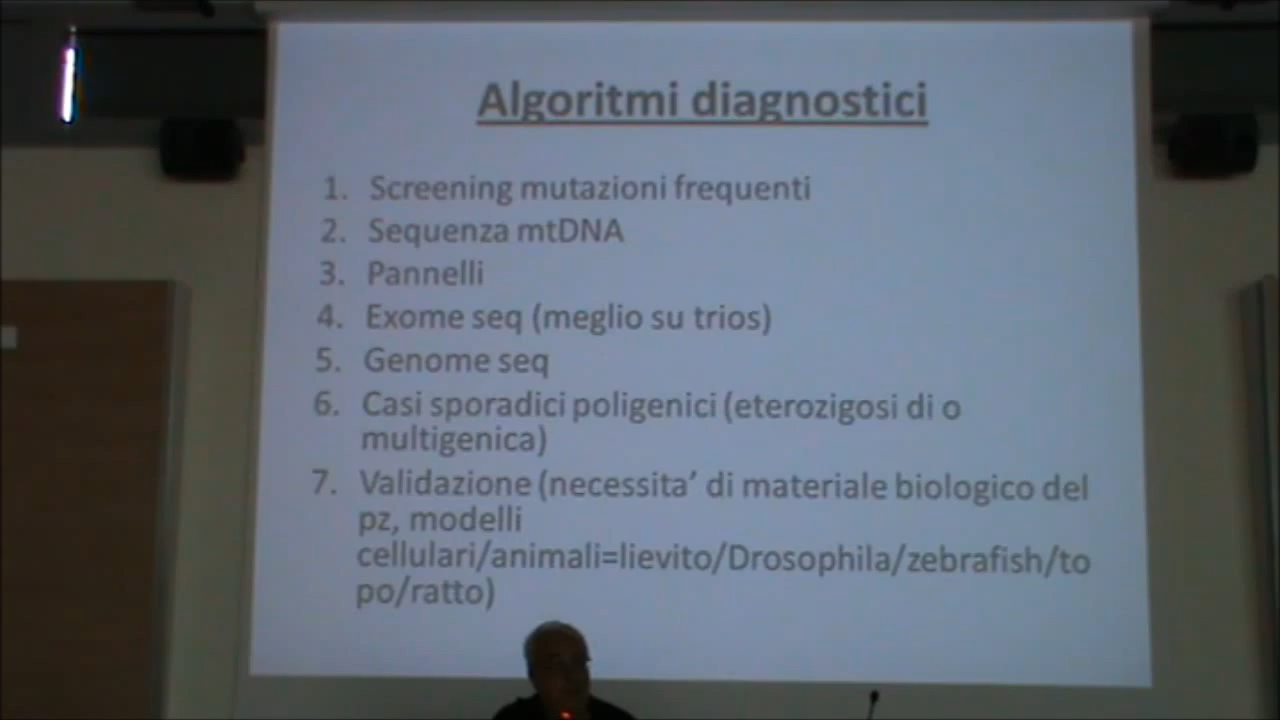 Algoritmi diagnostici
1. Screening mutazioni frequenti
2. Sequenza mtDNA
3. Pannelli
4. Exome seq (meglio su trios)
5. Genome seq
6. Casi sporadici poligenici (eterozigosi di o
multigenica)
7. Validazione (necessita’ di materiale biologico del
pz, modelli
cellulari/animali=lievito/Drosophila/zebrafish/to
po/ratto)